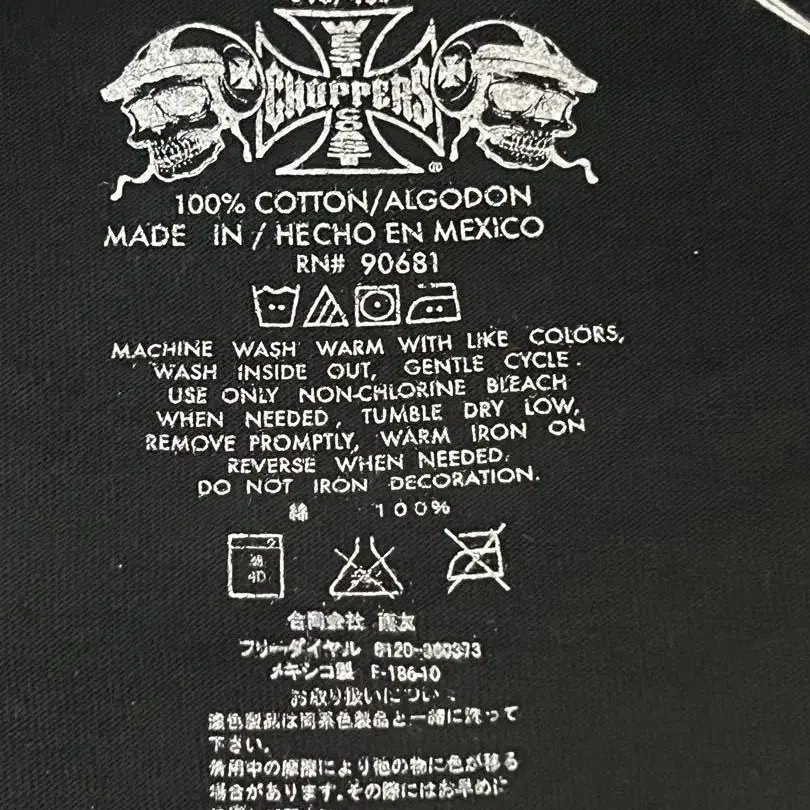 WEST
CHOPPERS
COAST
®
100% COTTON/ALGODON
MADE IN / HECHO EN MEXICO
RN# 90681
MACHINE WASH WARM WITH LIKE COLORS,
WASH INSIDE OUT, GENTLE CYCLE.
USE ONLY NON-CHLORINE BLEACH
WHEN NEEDED, TUMBLE DRY LOW,
REMOVE PROMPTLY, WARM IRON ON
REVERSE WHEN NEEDED.
DO NOT IRON DECORATION.
綿 100%
40
合同会社 西友
フリーダイヤル 0120-360373
メキシコ製 F-186-10
お取り扱いについて
濃色製品は同系色製品と一緒に洗って
下さい。
着用中の摩擦により他の物に色が移る
場合があります。その際にはお早めに